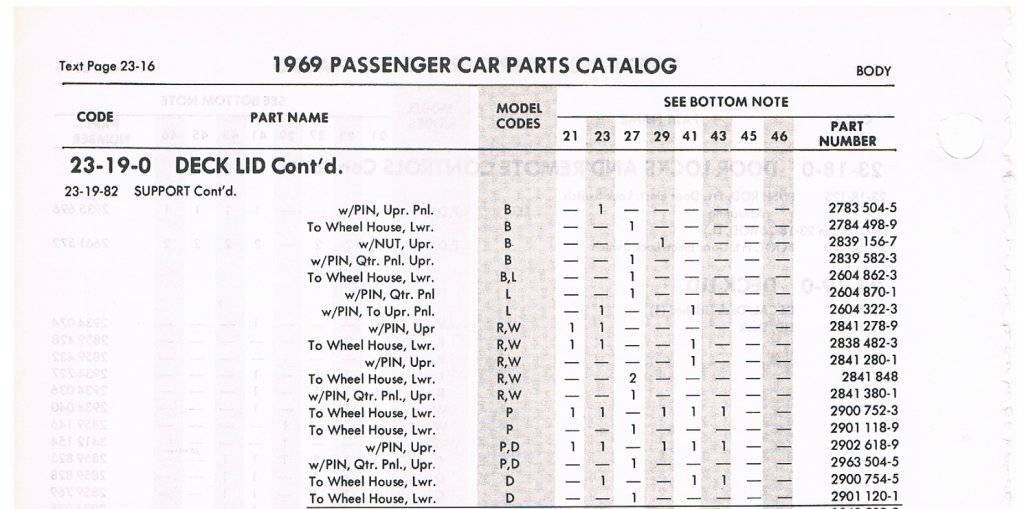 Text Page 23-16
1969 PASSENGER CAR PARTS CATALOG
BODY
CODE PART NAME MODEL CODES SEE BOTTOM NOTE PART NUMBER
21 23 27 29 41 43 45 46
23-19-0 DECK LID Cont'd.
23-19-82 SUPPORT Cont'd.
w/PIN, Upr. Pnl. B — 1 — — — — — — 2783 504-5
To Wheel House, Lwr. B — — 1 — — — — — 2784 498-9
w/NUT, Upr. B — — — 1 — — — — 2839 156-7
w/PIN, Qtr. Pnl. Upr. B — — 1 — — — — — 2839 582-3
To Wheel House, Lwr. B,L — — 1 — — — — — 2604 862-3
w/PIN, Qtr. Pnl L — — 1 — — — — — 2604 870-1
w/PIN, To Upr. Pnl. L — 1 — — 1 — — — 2604 322-3
w/PIN, Upr R,W 1 1 — — — — — — 2841 278-9
To Wheel House, Lwr. R,W 1 1 — — 1 — — — 2838 482-3
w/PIN, Upr. R,W — — — — 1 — — — 2841 280-1
To Wheel House, Lwr. R,W — — 2 — — — — — 2841 848
w/PIN, Qtr. Pnl., Upr. R,W — — 1 — — — — — 2841 380-1
To Wheel House, Lwr. P 1 1 — 1 1 1 — — 2900 752-3
To Wheel House, Lwr. P — — 1 — — — — — 2901 118-9
w/PIN, Upr. P,D 1 1 — 1 1 1 — — 2902 618-9
w/PIN, Qtr. Pnl., Upr. P,D — — 1 — — — — — 2963 504-5
To Wheel House, Lwr. D — 1 — — 1 1 — — 2900 754-5
To Wheel House, Lwr. D — — 1 — — — — — 2901 120-1